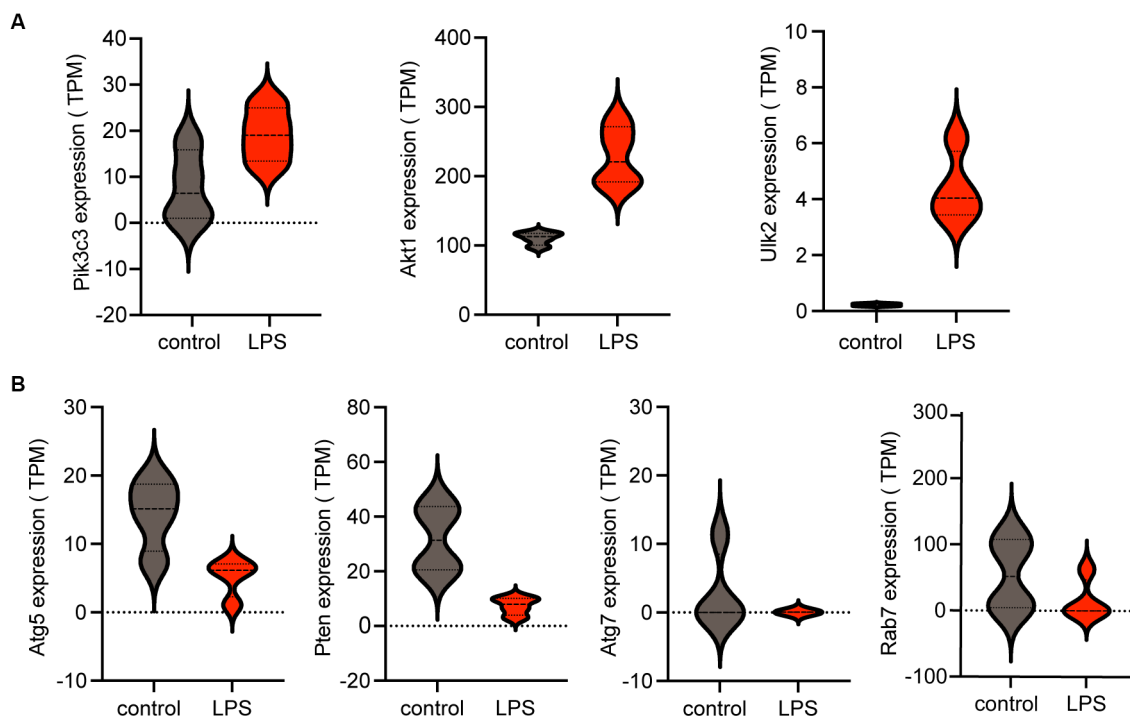 A
Pik3c3 expression ( TPM)
40
30
20
10
0
-10
-20
control LPS
Akt1 expression ( TPM)
400
300
200
100
0
control LPS
Ulk2 expression ( TPM)
10
8
6
4
2
0
control LPS
B
Atg5 expression ( TPM)
30
20
10
0
-10
control LPS
Pten expression ( TPM)
80
60
40
20
0
-20
control LPS
Atg7 expression ( TPM)
30
20
10
0
-10
control LPS
Rab7 expression ( TPM)
300
200
100
0
-100
control LPS